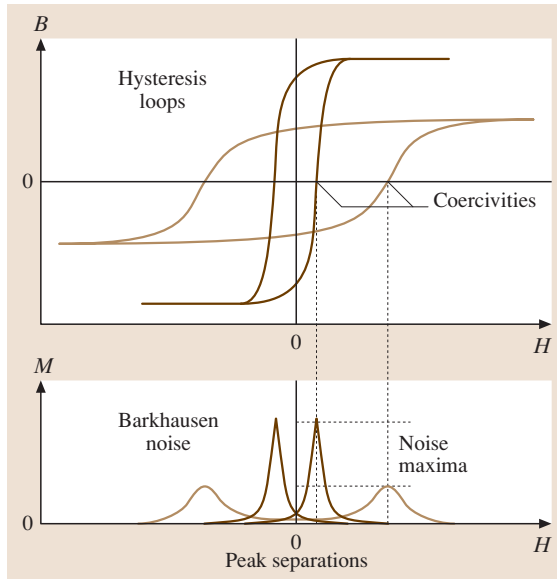 B
Hysteresis
loops
0
Coercivities
0
H
M
Barkhausen
noise
Noise
maxima
0
0
H
Peak separations